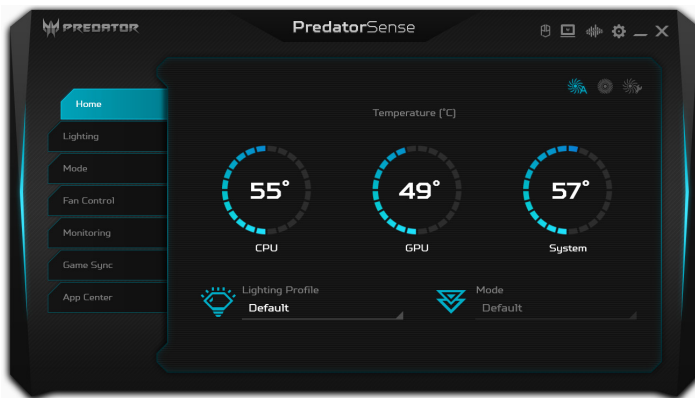 PREDATOR
PredatorSense
Home
Lighting
Mode
Fan Control
Monitoring
Game Sync
App Center
Temperature (°C)
55° 49° 57°
CPU GPU System
Lighting Profile Mode
Default Default